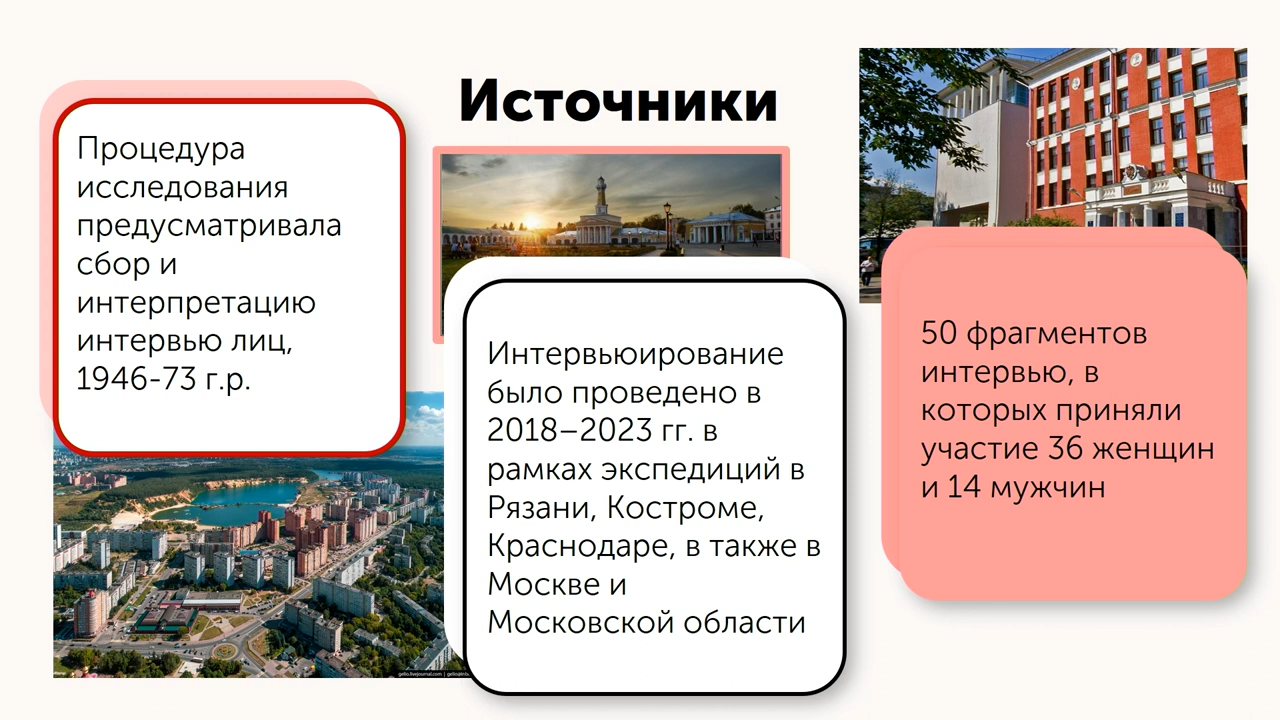 Источники
Процедура
исследования
предусматривала
сбор и
интерпретацию
интервью лиц,
1946-73 г.р.
Интервьюирование
было проведено в
2018–2023 гг. в
рамках экспедиций в
Рязани, Костроме,
Краснодаре, в также в
Москве и
Московской области
50 фрагментов
интервью, в
которых приняли
участие 36 женщин
и 14 мужчин